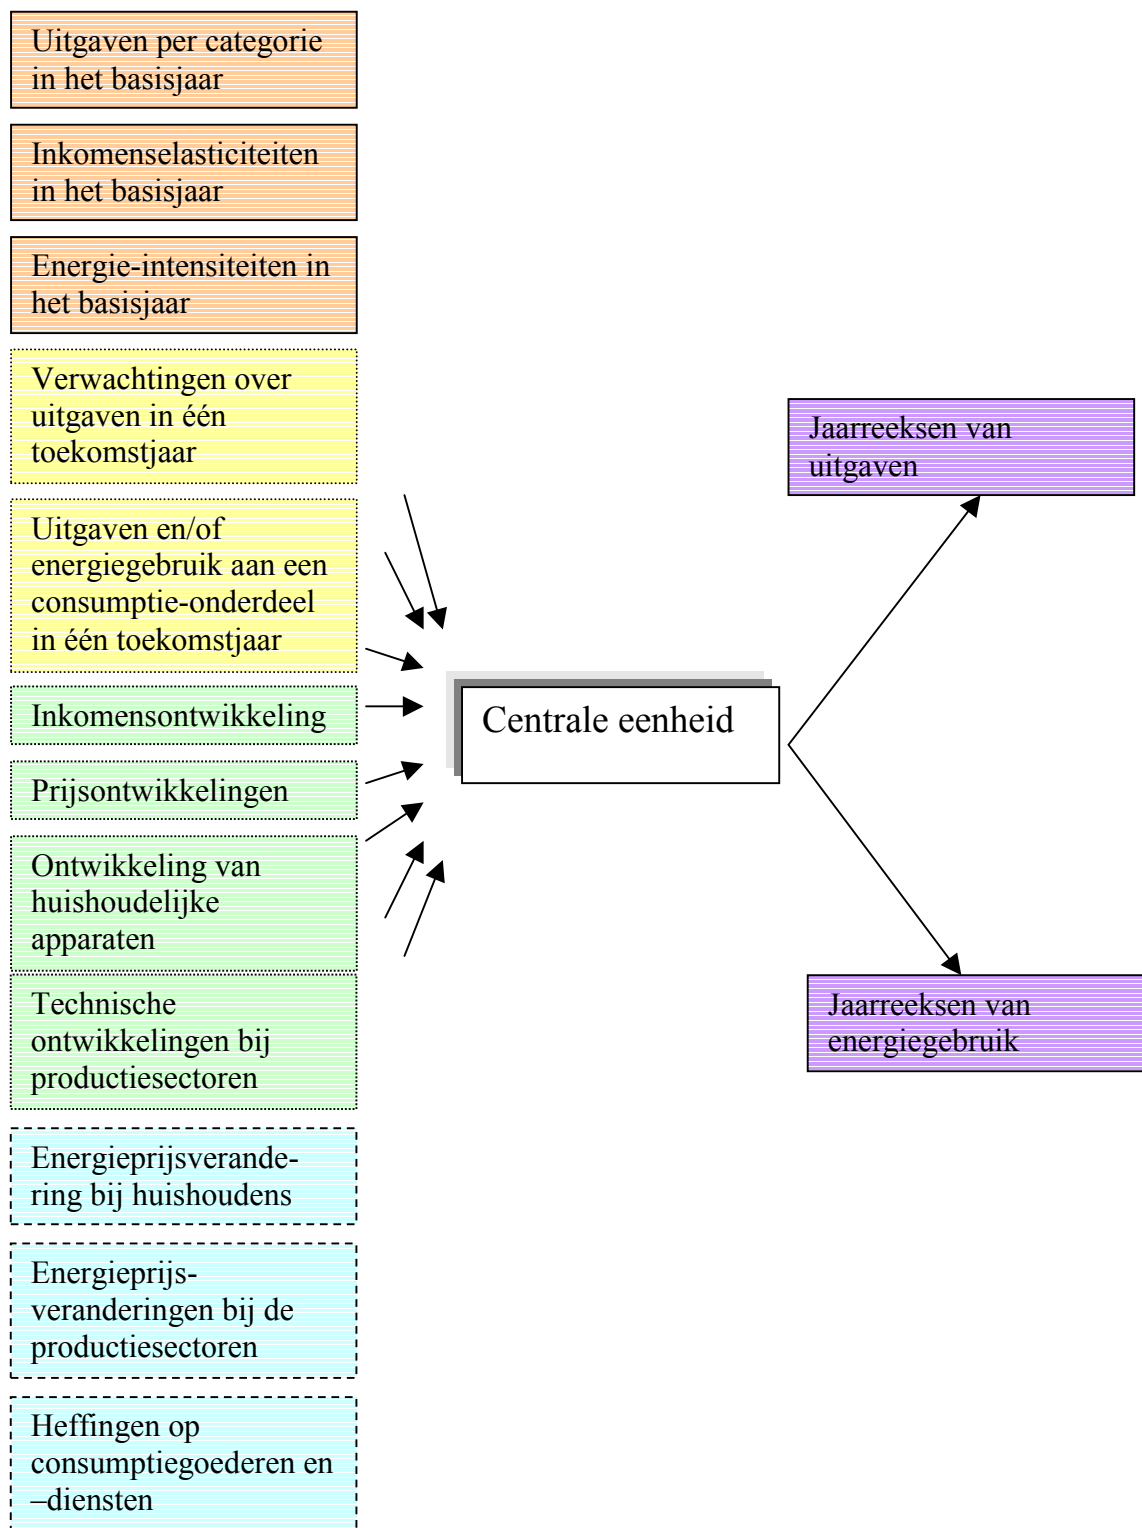 Uitgaven per categorie
in het basisjaar
Inkomenselasticiteiten
in het basisjaar
Energie-intensiteiten in
het basisjaar
Verwachtingen over
uitgaven in één
toekomstjaar
Uitgaven en/of
energiegebruik aan een
consumptie-onderdeel
in één toekomstjaar
Inkomensontwikkeling
Prijsontwikkelingen
Ontwikkeling van
huishoudelijke
apparaten
Technische
ontwikkelingen bij
productiesectoren
Energieprijsverande-
ring bij huishoudens
Energieprijs-
veranderingen bij de
productiesectoren
Heffingen op
consumptiegoederen en
–diensten
Centrale eenheid
Jaarreeksen van
uitgaven
Jaarreeksen van
energiegebruik